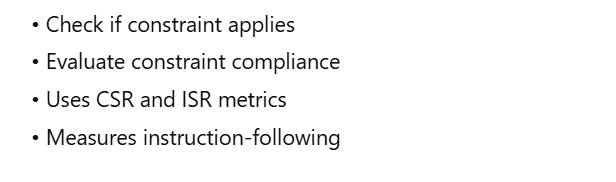 • Check if constraint applies
• Evaluate constraint compliance
• Uses CSR and ISR metrics
• Measures instruction-following